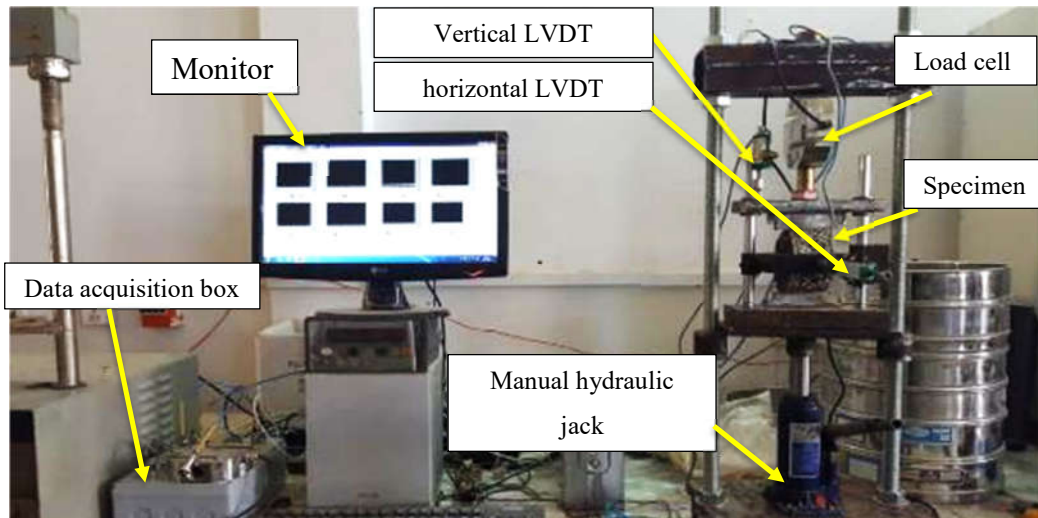 Vertical LVDT
Monitor
horizontal LVDT
Load cell
Specimen
Data acquisition box
Manual hydraulic
jack